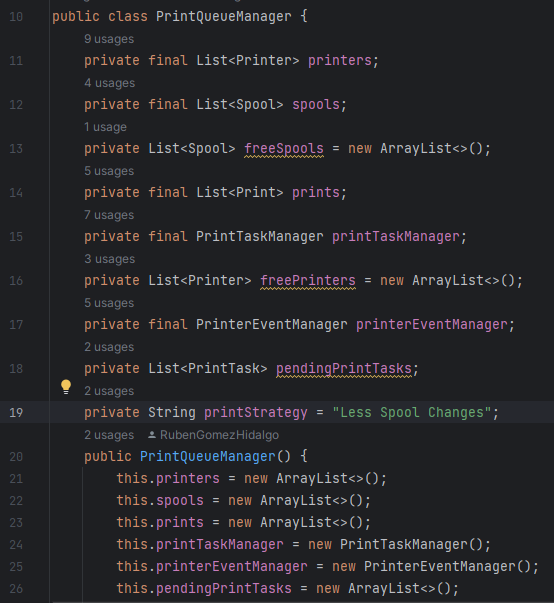 10 public class PrintQueueManager {
9 usages
11 private final List<Printer> printers;
4 usages
12 private final List<Spool> spools;
1 usage
13 private List<Spool> freeSpools = new ArrayList<>();
5 usages
14 private final List<Print> prints;
7 usages
15 private final PrintTaskManager printTaskManager;
3 usages
16 private List<Printer> freePrinters = new ArrayList<>();
5 usages
17 private final PrinterEventManager printerEventManager;
2 usages
18 private List<PrintTask> pendingPrintTasks;
2 usages
19 private String printStrategy = "Less Spool Changes";
2 usages RubenGomezHidalgo
20 public PrintQueueManager() {
21 this.printers = new ArrayList<>();
22 this.spools = new ArrayList<>();
23 this.prints = new ArrayList<>();
24 this.printTaskManager = new PrintTaskManager();
25 this.printerEventManager = new PrinterEventManager();
26 this.pendingPrintTasks = new ArrayList<>();